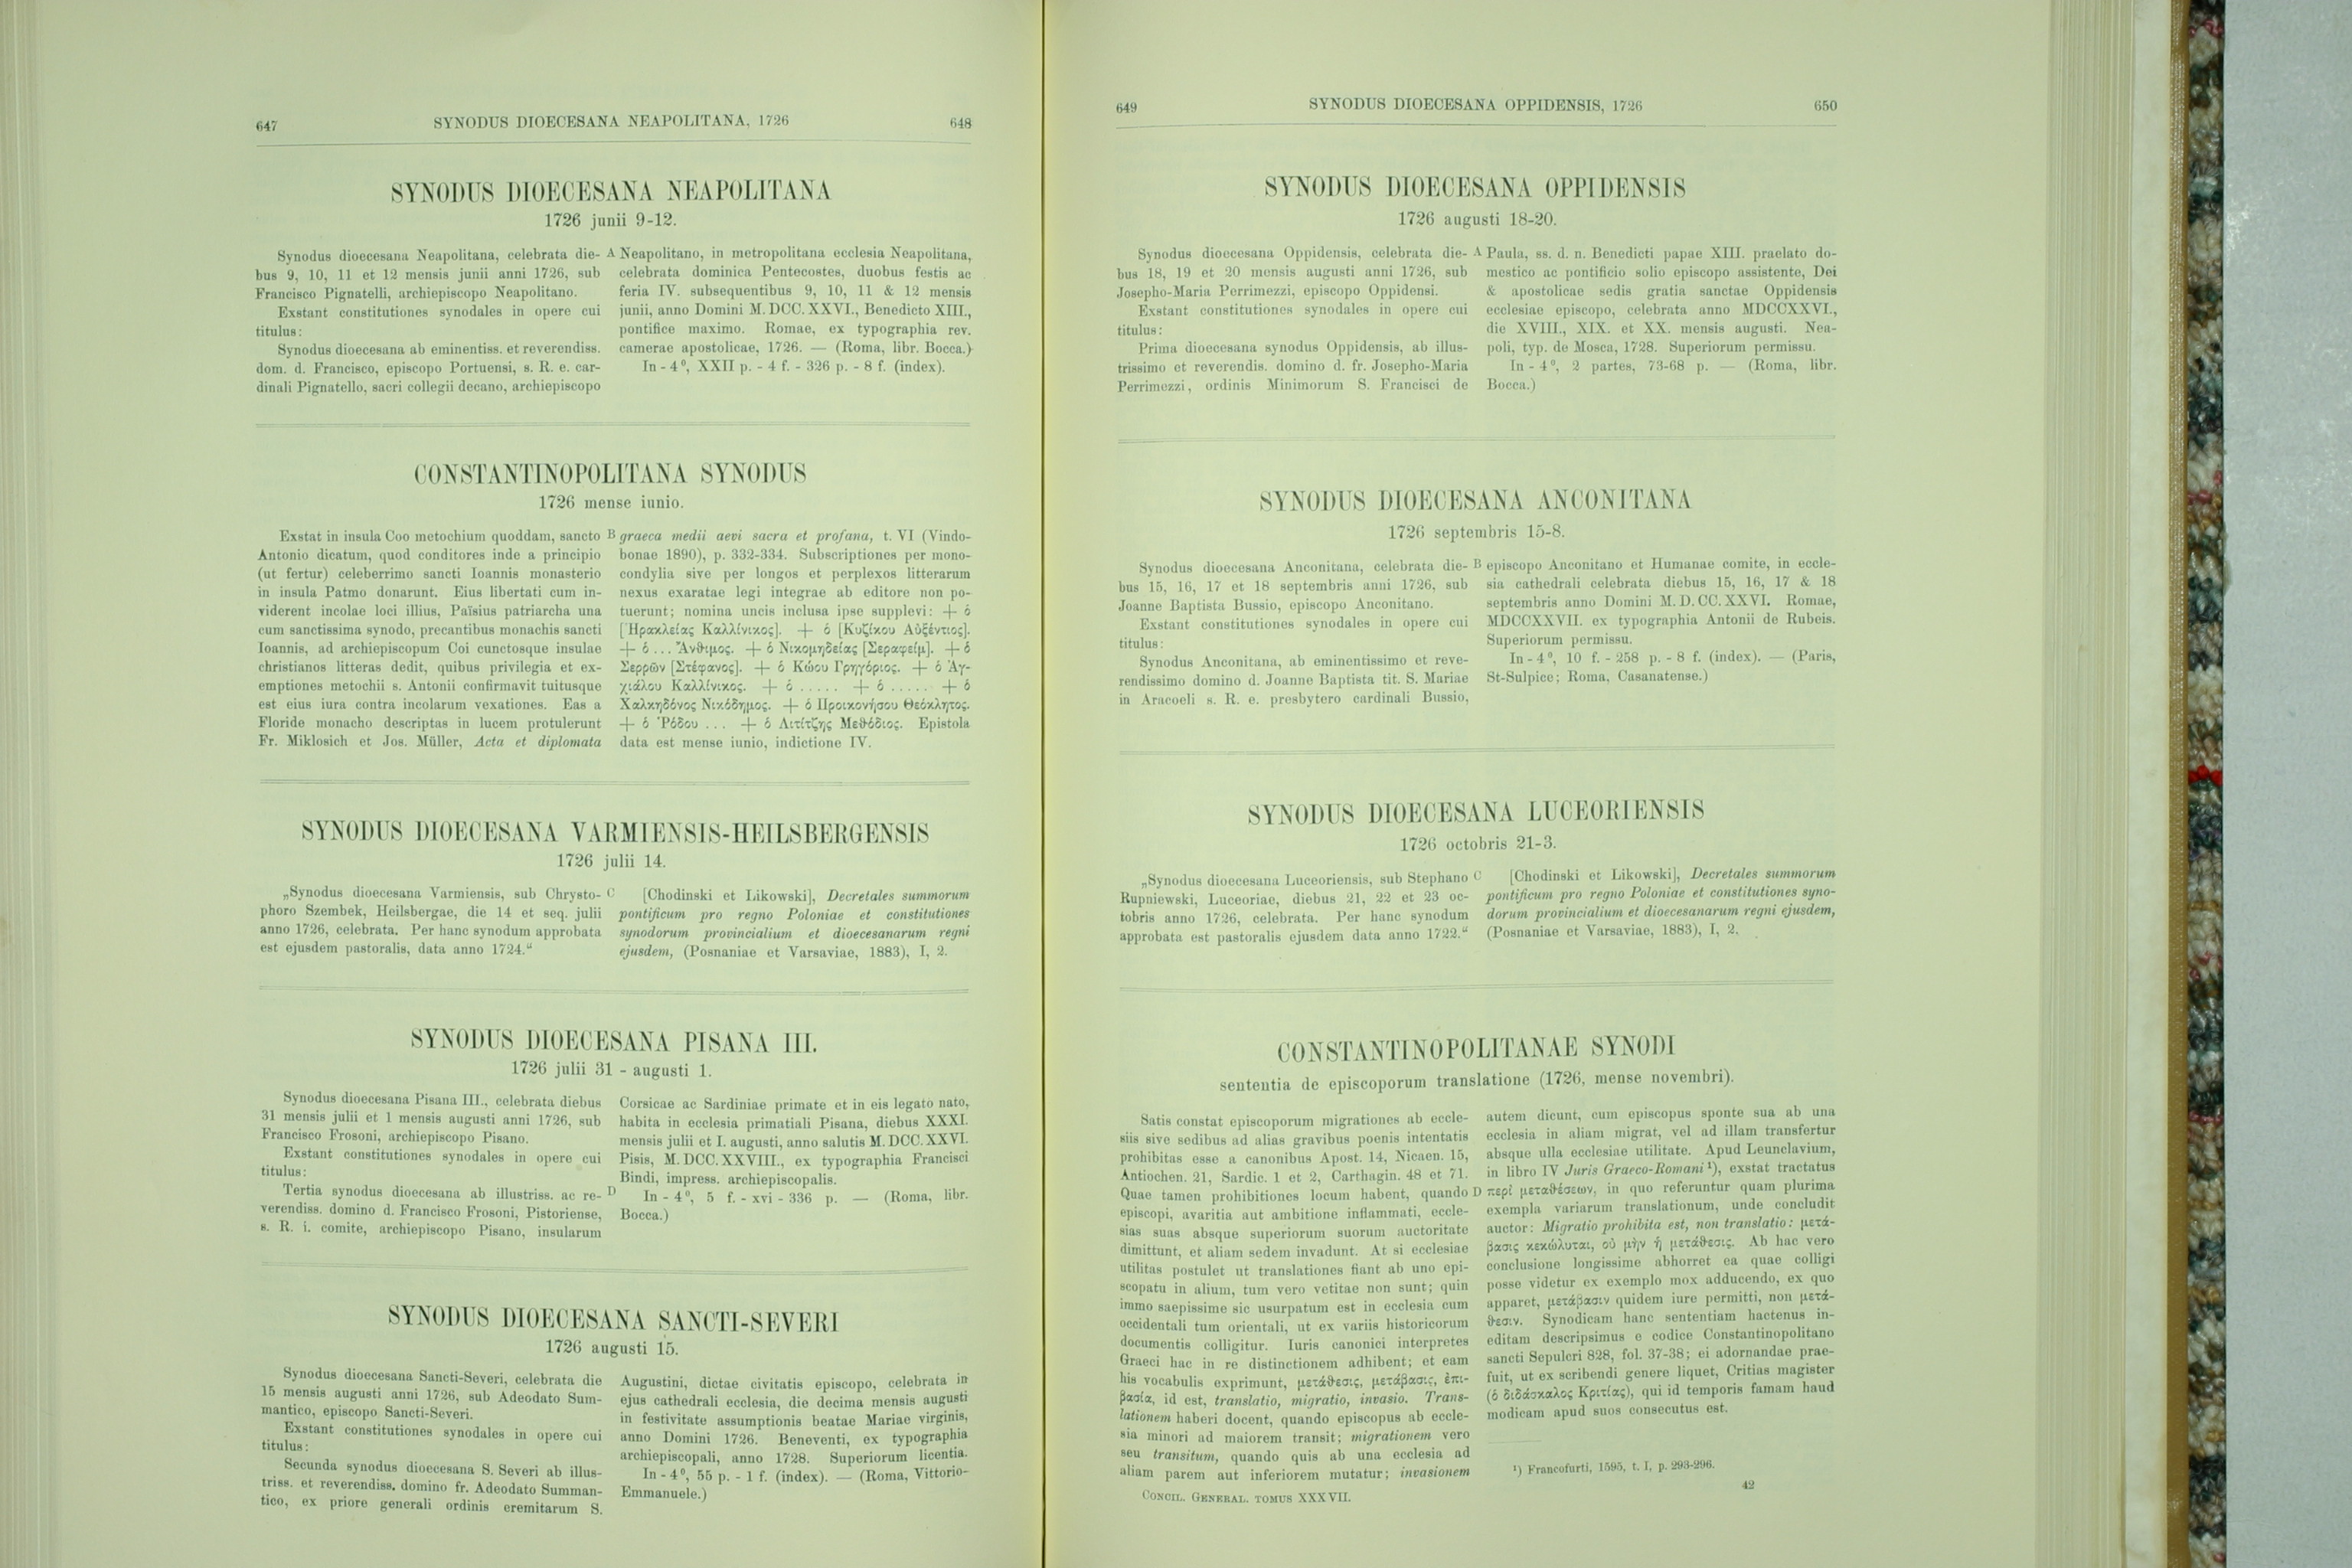 647
SYNODUS DIOECESANA NEAPOLITANA, 1726
648
SYNODUS DIOECESANA NEAPOLITANA
1726 junii 9-12.
Synodus dioecesana Neapolitana, celebrata die-
bus 9, 10, 11 et 12 mensis junii anni 1726, sub
Francisco Pignatelli, archiepiscopo Neapolitano.
Exstant constitutiones synodales in opere cui
titulus:
Synodus dioecesana ab eminentiss. et reverendiss.
dom. d. Francisco, episcopo Portuensi, s. R. e. car-
dinali Pignatello, sacri collegii decano, archiepiscopo
A Neapolitano, in metropolitana ecclesia Neapolitana,
celebrata dominica Pentecostes, duobus festis ac
feria IV. subsequentibus 9, 10, 11 & 12 mensis
junii, anno Domini M. DCC. XXVI., Benedicto XIII.,
pontifice maximo. Romae, ex typographia rev.
camerae apostolicae, 1726. — (Roma, libr. Bocca.)
In - 4º, XXII p. - 4 f. - 326 p. - 8 f. (index).
CONSTANTINOPOLITANA SYNODUS
1726 mense iunio.
Exstat in insula Coo metochium quoddam, sancto
Antonio dicatum, quod conditores inde a principio
(ut fertur) celeberrimo sancti Ioannis monasterio
in insula Patmo donarunt. Eius libertati cum in-
viderent incolae loci illius, Païsius patriarcha una
cum sanctissima synodo, precantibus monachis sancti
Ioannis, ad archiepiscopum Coi cunctosque insulae
christianos litteras dedit, quibus privilegia et ex-
emptiones metochii s. Antonii confirmavit tuitusque
est eius iura contra incolarum vexationes. Eas a
Floride monacho descriptas in lucem protulerunt
Fr. Miklosich et Jos. Müller, Acta et diplomata
B graeca medii aevi sacra et profana, t. VI (Vindo-
bonae 1890), p. 332-334. Subscriptiones per mono-
condylia sive per longos et perplexos litterarum
nexus exaratae legi integrae ab editore non po-
tuerunt; nomina uncis inclusa ipse supplevi: + ὁ
[Ἡρακλείας Καλλίνικος]. + ὁ [Κυζίκου Αὐξέντιος].
+ ὁ ... Ἄνθιμος. + ὁ Νικομηδείας [Σεραφείμ]. + ὁ
Σερρῶν [Στέφανος]. + ὁ Κώου Γρηγόριος. + ὁ Ἀγ-
χιάλου Καλλίνικος. + ὁ ..... + ὁ ..... + ὁ
Χαλκηδόνος Νικόδημος. + ὁ Προικονήσου Θεόκλητος.
+ ὁ Ῥόδου ... + ὁ Λιτίτζης Μεθόδιος. Epistola
data est mense iunio, indictione IV.
SYNODUS DIOECESANA VARMIENSIS-HEILSBERGENSIS
1726 julii 14.
„Synodus dioecesana Varmiensis, sub Chrysto-
phoro Szembek, Heilsbergae, die 14 et seq. julii
anno 1726, celebrata. Per hanc synodum approbata
est ejusdem pastoralis, data anno 1724.“
C [Chodinski et Likowski], Decretales summorum
pontificum pro regno Poloniae et constitutiones
synodorum provincialium et dioecesanarum regni
ejusdem, (Posnaniae et Varsaviae, 1883), I, 2.
SYNODUS DIOECESANA PISANA III.
1726 julii 31 - augusti 1.
Synodus dioecesana Pisana III., celebrata diebus
31 mensis julii et 1 mensis augusti anni 1726, sub
Francisco Frosoni, archiepiscopo Pisano.
Exstant constitutiones synodales in opere cui
titulus:
Tertia synodus dioecesana ab illustriss. ac re-
verendiss. domino d. Francisco Frosoni, Pistoriense,
s. R. i. comite, archiepiscopo Pisano, insularum
Corsicae ac Sardiniae primate et in eis legato nato,
habita in ecclesia primatiali Pisana, diebus XXXI.
mensis julii et I. augusti, anno salutis M. DCC. XXVI.
Pisis, M. DCC. XXVIII., ex typographia Francisci
Bindi, impress. archiepiscopalis.
D In - 4º, 5 f. - xvi - 336 p. — (Roma, libr.
Bocca.)
SYNODUS DIOECESANA SANCTI-SEVERI
1726 augusti 15.
Synodus dioecesana Sancti-Severi, celebrata die
15 mensis augusti anni 1726, sub Adeodato Sum-
mantico, episcopo Sancti-Severi.
Exstant constitutiones synodales in opere cui
titulus:
Secunda synodus dioecesana S. Severi ab illus-
triss. et reverendiss. domino fr. Adeodato Summan-
tico, ex priore generali ordinis eremitarum S.
Augustini, dictae civitatis episcopo, celebrata in
ejus cathedrali ecclesia, die decima mensis augusti
in festivitate assumptionis beatae Mariae virginis,
anno Domini 1726. Beneventi, ex typographia
archiepiscopali, anno 1728. Superiorum licentia.
In - 4º, 55 p. - 1 f. (index). — (Roma, Vittorio-
Emmanuele.)
649
SYNODUS DIOECESANA OPPIDENSIS, 1726
650
SYNODUS DIOECESANA OPPIDENSIS
1726 augusti 18-20.
Synodus dioecesana Oppidensis, celebrata die-
bus 18, 19 et 20 mensis augusti anni 1726, sub
Josepho-Maria Perrimezzi, episcopo Oppidensi.
Exstant constitutiones synodales in opere cui
titulus:
Prima dioecesana synodus Oppidensis, ab illus-
trissimo et reverendis. domino d. fr. Josepho-Maria
Perrimezzi, ordinis Minimorum S. Francisci de
A Paula, ss. d. n. Benedicti papae XIII. praelato do-
mestico ac pontificio solio episcopo assistente, Dei
& apostolicae sedis gratia sanctae Oppidensis
ecclesiae episcopo, celebrata anno MDCCXXVI.,
die XVIII., XIX. et XX. mensis augusti. Nea-
poli, typ. de Mosca, 1728. Superiorum permissu.
In - 4º, 2 partes, 73-68 p. — (Roma, libr.
Bocca.)
SYNODUS DIOECESANA ANCONITANA
1726 septembris 15-8.
Synodus dioecesana Anconitana, celebrata die-
bus 15, 16, 17 et 18 septembris anni 1726, sub
Joanne Baptista Bussio, episcopo Anconitano.
Exstant constitutiones synodales in opere cui
titulus:
Synodus Anconitana, ab eminentissimo et reve-
rendissimo domino d. Joanne Baptista tit. S. Mariae
in Aracoeli s. R. e. presbytero cardinali Bussio,
B episcopo Anconitano et Humanae comite, in eccle-
sia cathedrali celebrata diebus 15, 16, 17 & 18
septembris anno Domini M. D. CC. XXVI. Romae,
MDCCXXVII. ex typographia Antonii de Rubeis.
Superiorum permissu.
In - 4º, 10 f. - 258 p. - 8 f. (index). — (Paris,
St-Sulpice; Roma, Casanatense.)
SYNODUS DIOECESANA LUCEORIENSIS
1726 octobris 21-3.
„Synodus dioecesana Luceoriensis, sub Stephano
Rupniewski, Luceoriae, diebus 21, 22 et 23 oc-
tobris anno 1726, celebrata. Per hanc synodum
approbata est pastoralis ejusdem data anno 1722.“
C [Chodinski et Likowski], Decretales summorum
pontificum pro regno Poloniae et constitutiones syno-
dorum provincialium et dioecesanarum regni ejusdem,
(Posnaniae et Varsaviae, 1883), I, 2.
CONSTANTINOPOLITANAE SYNODI
sententia de episcoporum translatione (1726, mense novembri).
Satis constat episcoporum migrationes ab eccle-
siis sive sedibus ad alias gravibus poenis intentatis
prohibitas esse a canonibus Apost. 14, Nicaen. 15,
Antiochen. 21, Sardic. 1 et 2, Carthagin. 48 et 71.
Quae tamen prohibitiones locum habent, quando
episcopi, avaritia aut ambitione inflammati, eccle-
sias suas absque superiorum suorum auctoritate
dimittunt, et aliam sedem invadunt. At si ecclesiae
utilitas postulet ut translationes fiant ab uno epi-
scopatu in alium, tum vero vetitae non sunt; quin
immo saepissime sic usurpatum est in ecclesia cum
occidentali tum orientali, ut ex variis historicorum
documentis colligitur. Iuris canonici interpretes
Graeci hac in re distinctionem adhibent; et eam
his vocabulis exprimunt, μετάθεσις, μετάβασις, ἐπι-
βασία, id est, translatio, migratio, invasio. Trans-
lationem haberi docent, quando episcopus ab eccle-
sia minori ad maiorem transit; migrationem vero
seu transitum, quando quis ab una ecclesia ad
aliam parem aut inferiorem mutatur; invasionem
autem dicunt, cum episcopus sponte sua ab una
ecclesia in aliam migrat, vel ad illam transfertur
absque ulla ecclesiae utilitate. Apud Leunclavium,
in libro IV Juris Graeco-Romani ¹), exstat tractatus
D περὶ μεταθέσεων, in quo referuntur quam plurima
exempla variarum translationum, unde concludit
auctor: Migratio prohibita est, non translatio: μετά-
βασις κεκώλυται, οὐ μὴν ἡ μετάθεσις. Ab hac vero
conclusione longissime abhorret ea quae colligi
posse videtur ex exemplo mox adducendo, ex quo
apparet, μετάβασιν quidem iure permitti, non μετά-
θεσιν. Synodicam hanc sententiam hactenus in-
editam descripsimus e codice Constantinopolitano
sancti Sepulcri 828, fol. 37-38; ei adornandae prae-
fuit, ut ex scribendi genere liquet, Critias magister
(ὁ διδάσκαλος Κριτίας), qui id temporis famam haud
modicam apud suos consecutus est.
¹) Francofurti, 1595, t. I, p. 293-296.
CONCIL. GENERAL. TOMUS XXXVII.
42